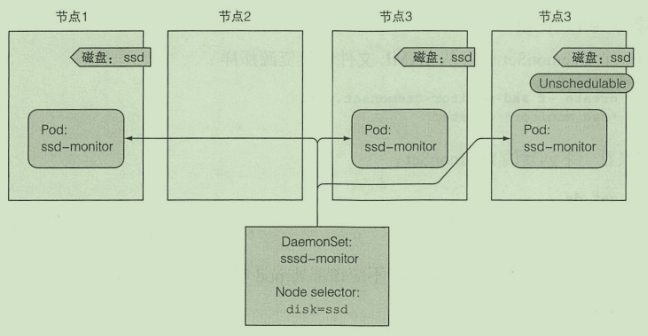 节点1
节点2
节点3
节点3
磁盘：ssd
磁盘：ssd
磁盘：ssd
Unschedulable
Pod:
ssd-monitor
Pod:
ssd-monitor
Pod:
ssd-monitor
DaemonSet:
sssd-monitor
Node selector:
disk=ssd